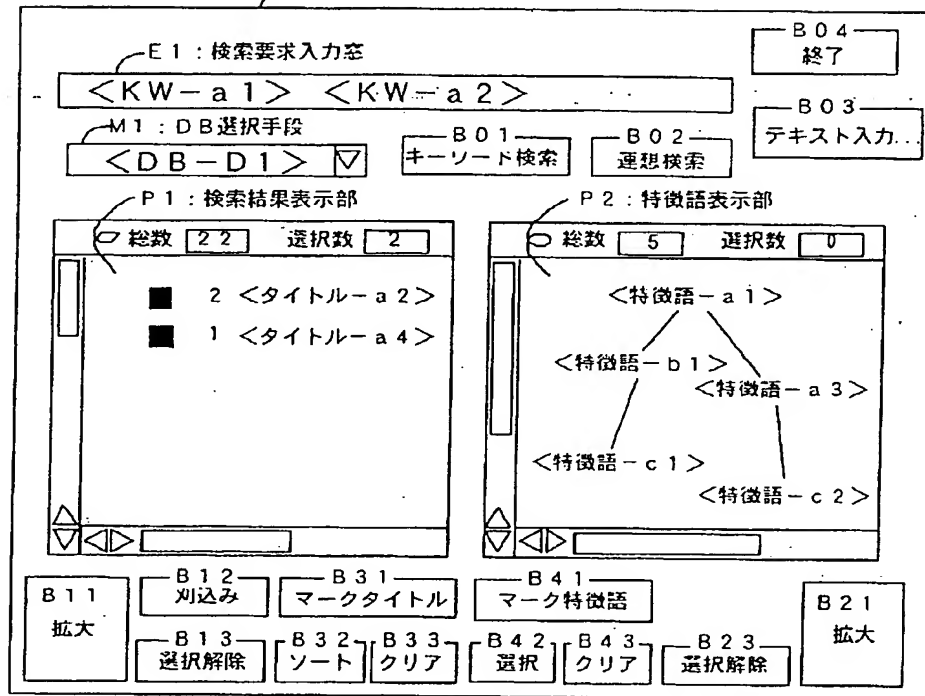 E1：検索要求入力窓
B04
終了
＜KW－a1＞ ＜KW－a2＞
B03
テキスト入力...
M1：DB選択手段
＜DB－D1＞ ▽
B01
キーワード検索
B02
連想検索
P1：検索結果表示部
P2：特徴語表示部
総数 22 選択数 2
総数 5 選択数 0
2 ＜タイトル－a2＞
1 ＜タイトル－a4＞
＜特徴語－a1＞
＜特徴語－b1＞
＜特徴語－a3＞
＜特徴語－c1＞
＜特徴語－c2＞
B11
拡大
B12
刈込み
B31
マークタイトル
B41
マーク特徴語
B21
拡大
B13
選択解除
B32
ソート
B33
クリア
B42
選択
B43
クリア
B23
選択解除